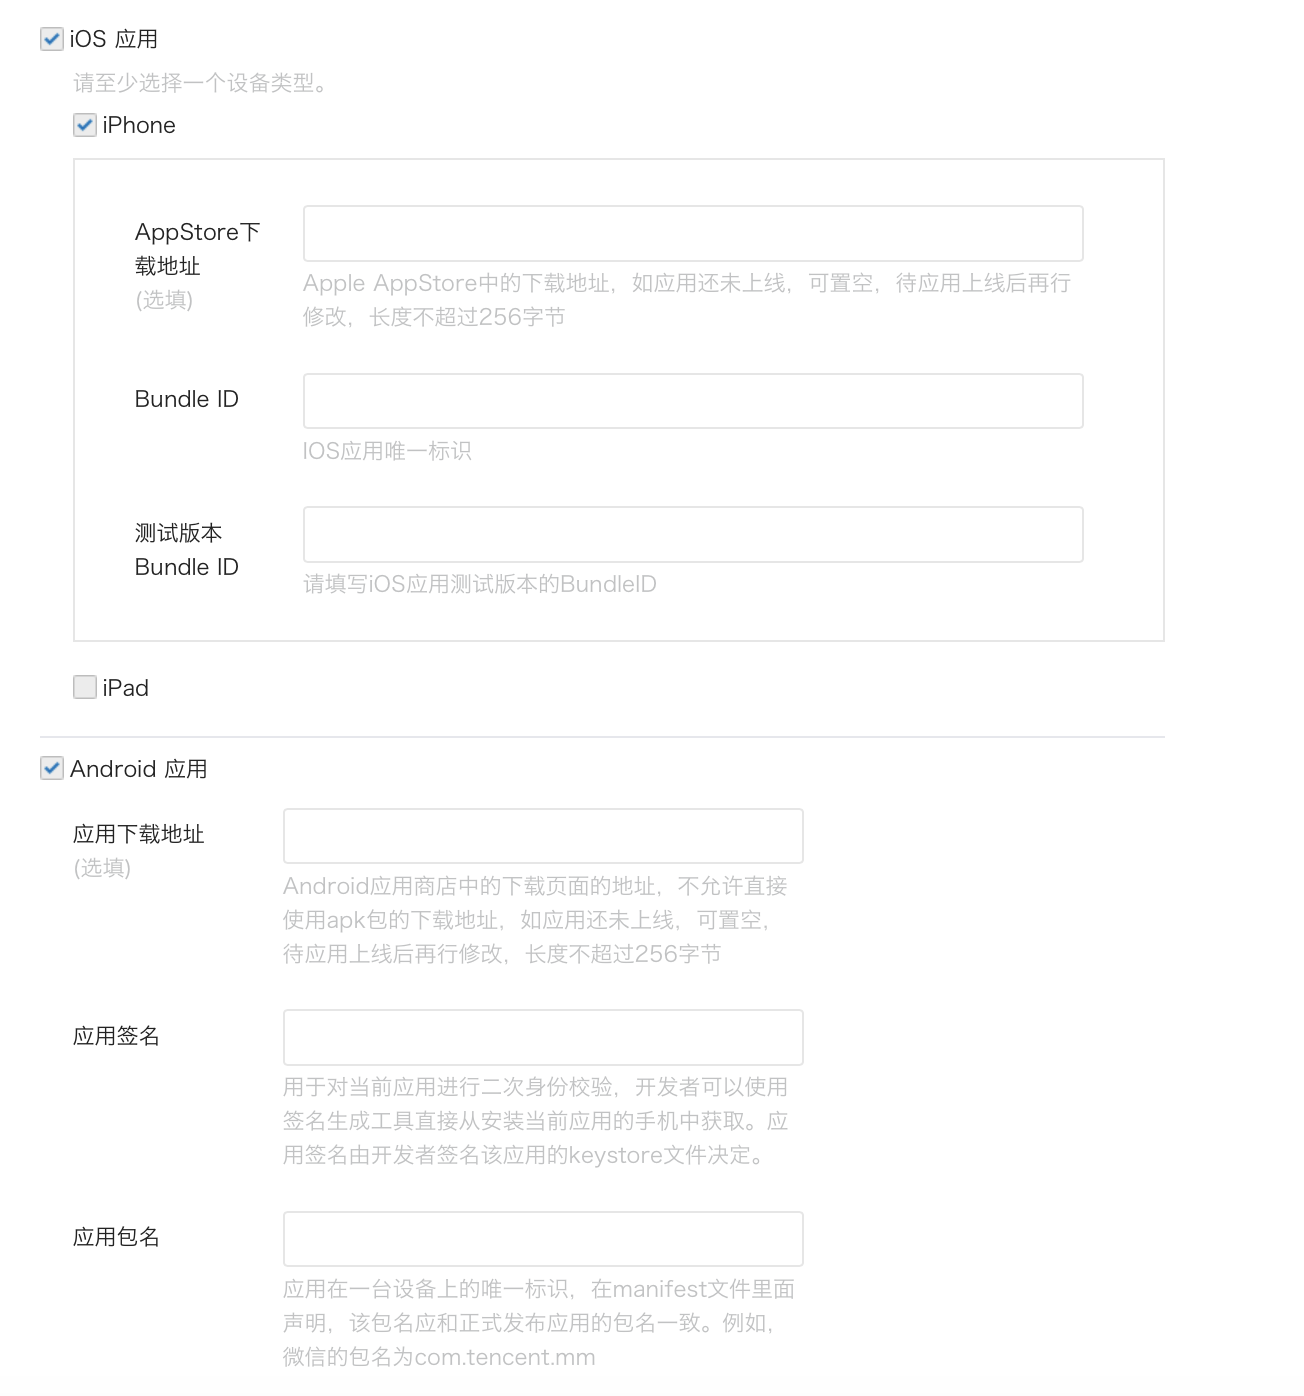 iOS 应用
请至少选择一个设备类型。
iPhone
AppStore下
载地址
(选填)
Apple AppStore中的下载地址，如应用还未上线，可置空，待应用上线后再行
修改，长度不超过256字节
Bundle ID
IOS应用唯一标识
测试版本
Bundle ID
请填写iOS应用测试版本的BundleID
iPad
Android 应用
应用下载地址
(选填)
Android应用商店中的下载页面的地址，不允许直接
使用apk包的下载地址，如应用还未上线，可置空，
待应用上线后再行修改，长度不超过256字节
应用签名
用于对当前应用进行二次身份校验，开发者可以使用
签名生成工具直接从安装当前应用的手机中获取。应
用签名由开发者签名该应用的keystore文件决定。
应用包名
应用在一台设备上的唯一标识，在manifest文件里面
声明，该包名应和正式发布应用的包名一致。例如，
微信的包名为com.tencent.mm